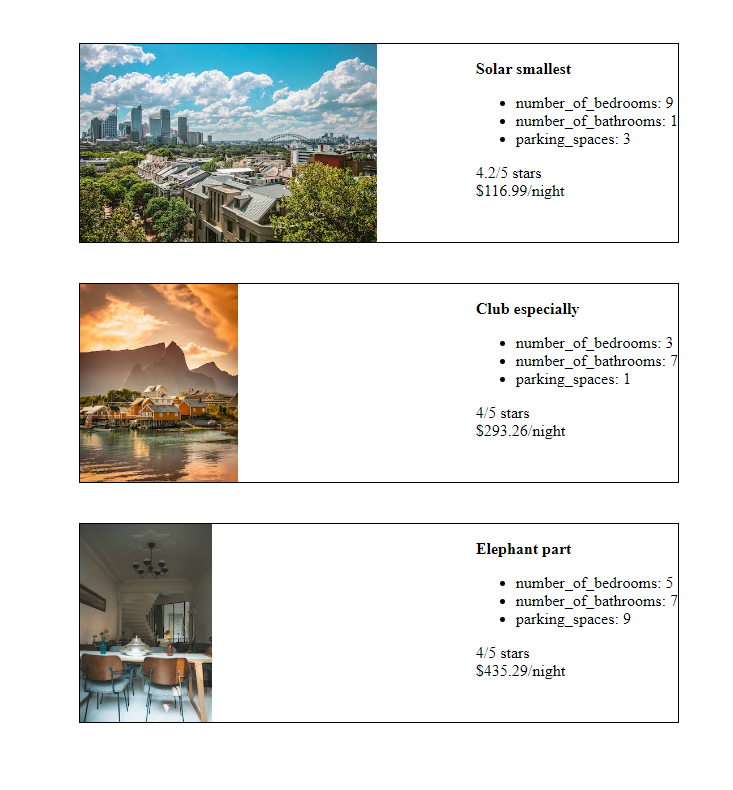 Solar smallest
number_of_bedrooms: 9
number_of_bathrooms: 1
parking_spaces: 3
4.2/5 stars
$116.99/night
Club especially
number_of_bedrooms: 3
number_of_bathrooms: 7
parking_spaces: 1
4/5 stars
$293.26/night
Elephant part
number_of_bedrooms: 5
number_of_bathrooms: 7
parking_spaces: 9
4/5 stars
$435.29/night